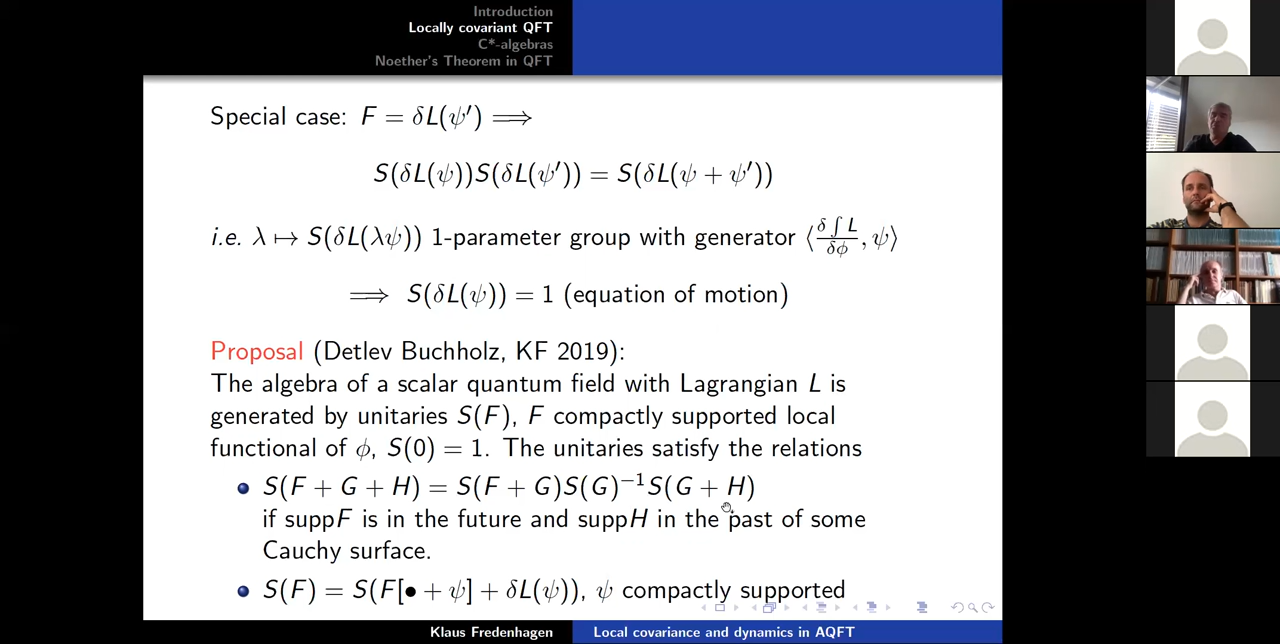 Introduction
Locally covariant QFT
C*-algebras
Noether's Theorem in QFT
Special case: F = δL(ψ′) ⟹
S(δL(ψ))S(δL(ψ′)) = S(δL(ψ + ψ′))
i.e. λ ↦ S(δL(λψ)) 1-parameter group with generator ⟨δ∫L/δϕ, ψ⟩
⟹ S(δL(ψ)) = 1 (equation of motion)
Proposal (Detlev Buchholz, KF 2019):
The algebra of a scalar quantum field with Lagrangian L is
generated by unitaries S(F), F compactly supported local
functional of ϕ, S(0) = 1. The unitaries satisfy the relations
S(F + G + H) = S(F + G)S(G)⁻¹S(G + H)
if suppF is in the future and suppH in the past of some
Cauchy surface.
S(F) = S(F[• + ψ] + δL(ψ)), ψ compactly supported
Klaus Fredenhagen Local covariance and dynamics in AQFT